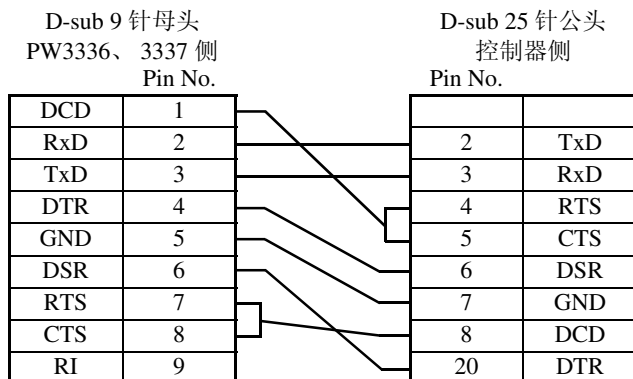 D-sub 9 针母头 D-sub 25 针公头
PW3336、 3337 侧 控制器侧
Pin No. Pin No.
DCD 1
RxD 2 2 TxD
TxD 3 3 RxD
DTR 4 4 RTS
GND 5 5 CTS
DSR 6 6 DSR
RTS 7 7 GND
CTS 8 8 DCD
RI 9 20 DTR